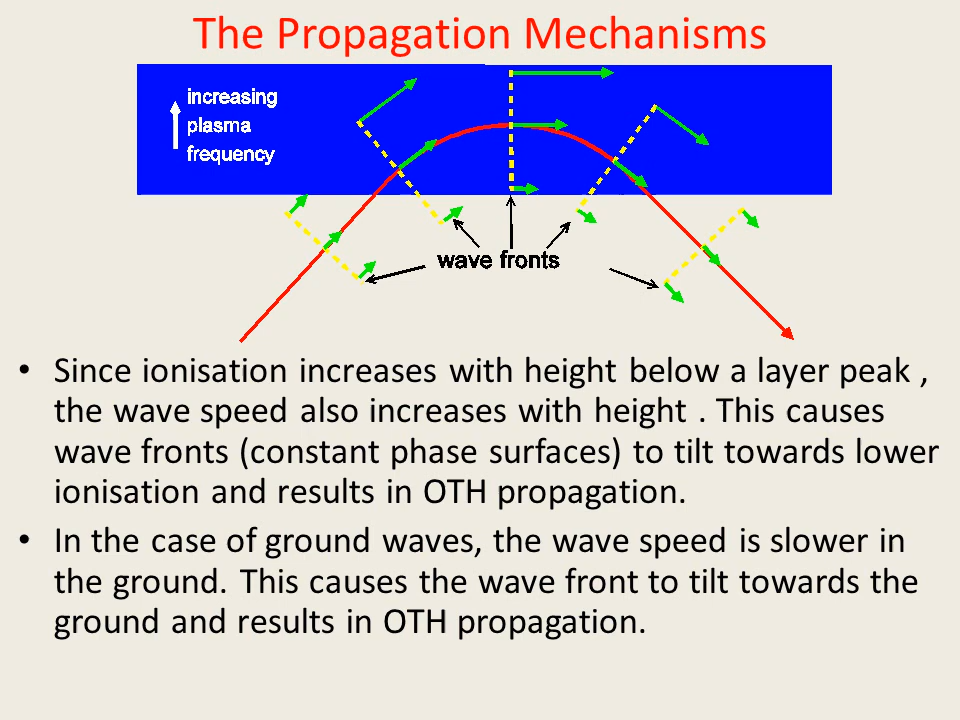 The Propagation Mechanisms
increasing
plasma
frequency
wave fronts
• Since ionisation increases with height below a layer peak ,
the wave speed also increases with height . This causes
wave fronts (constant phase surfaces) to tilt towards lower
ionisation and results in OTH propagation.
• In the case of ground waves, the wave speed is slower in
the ground. This causes the wave front to tilt towards the
ground and results in OTH propagation.